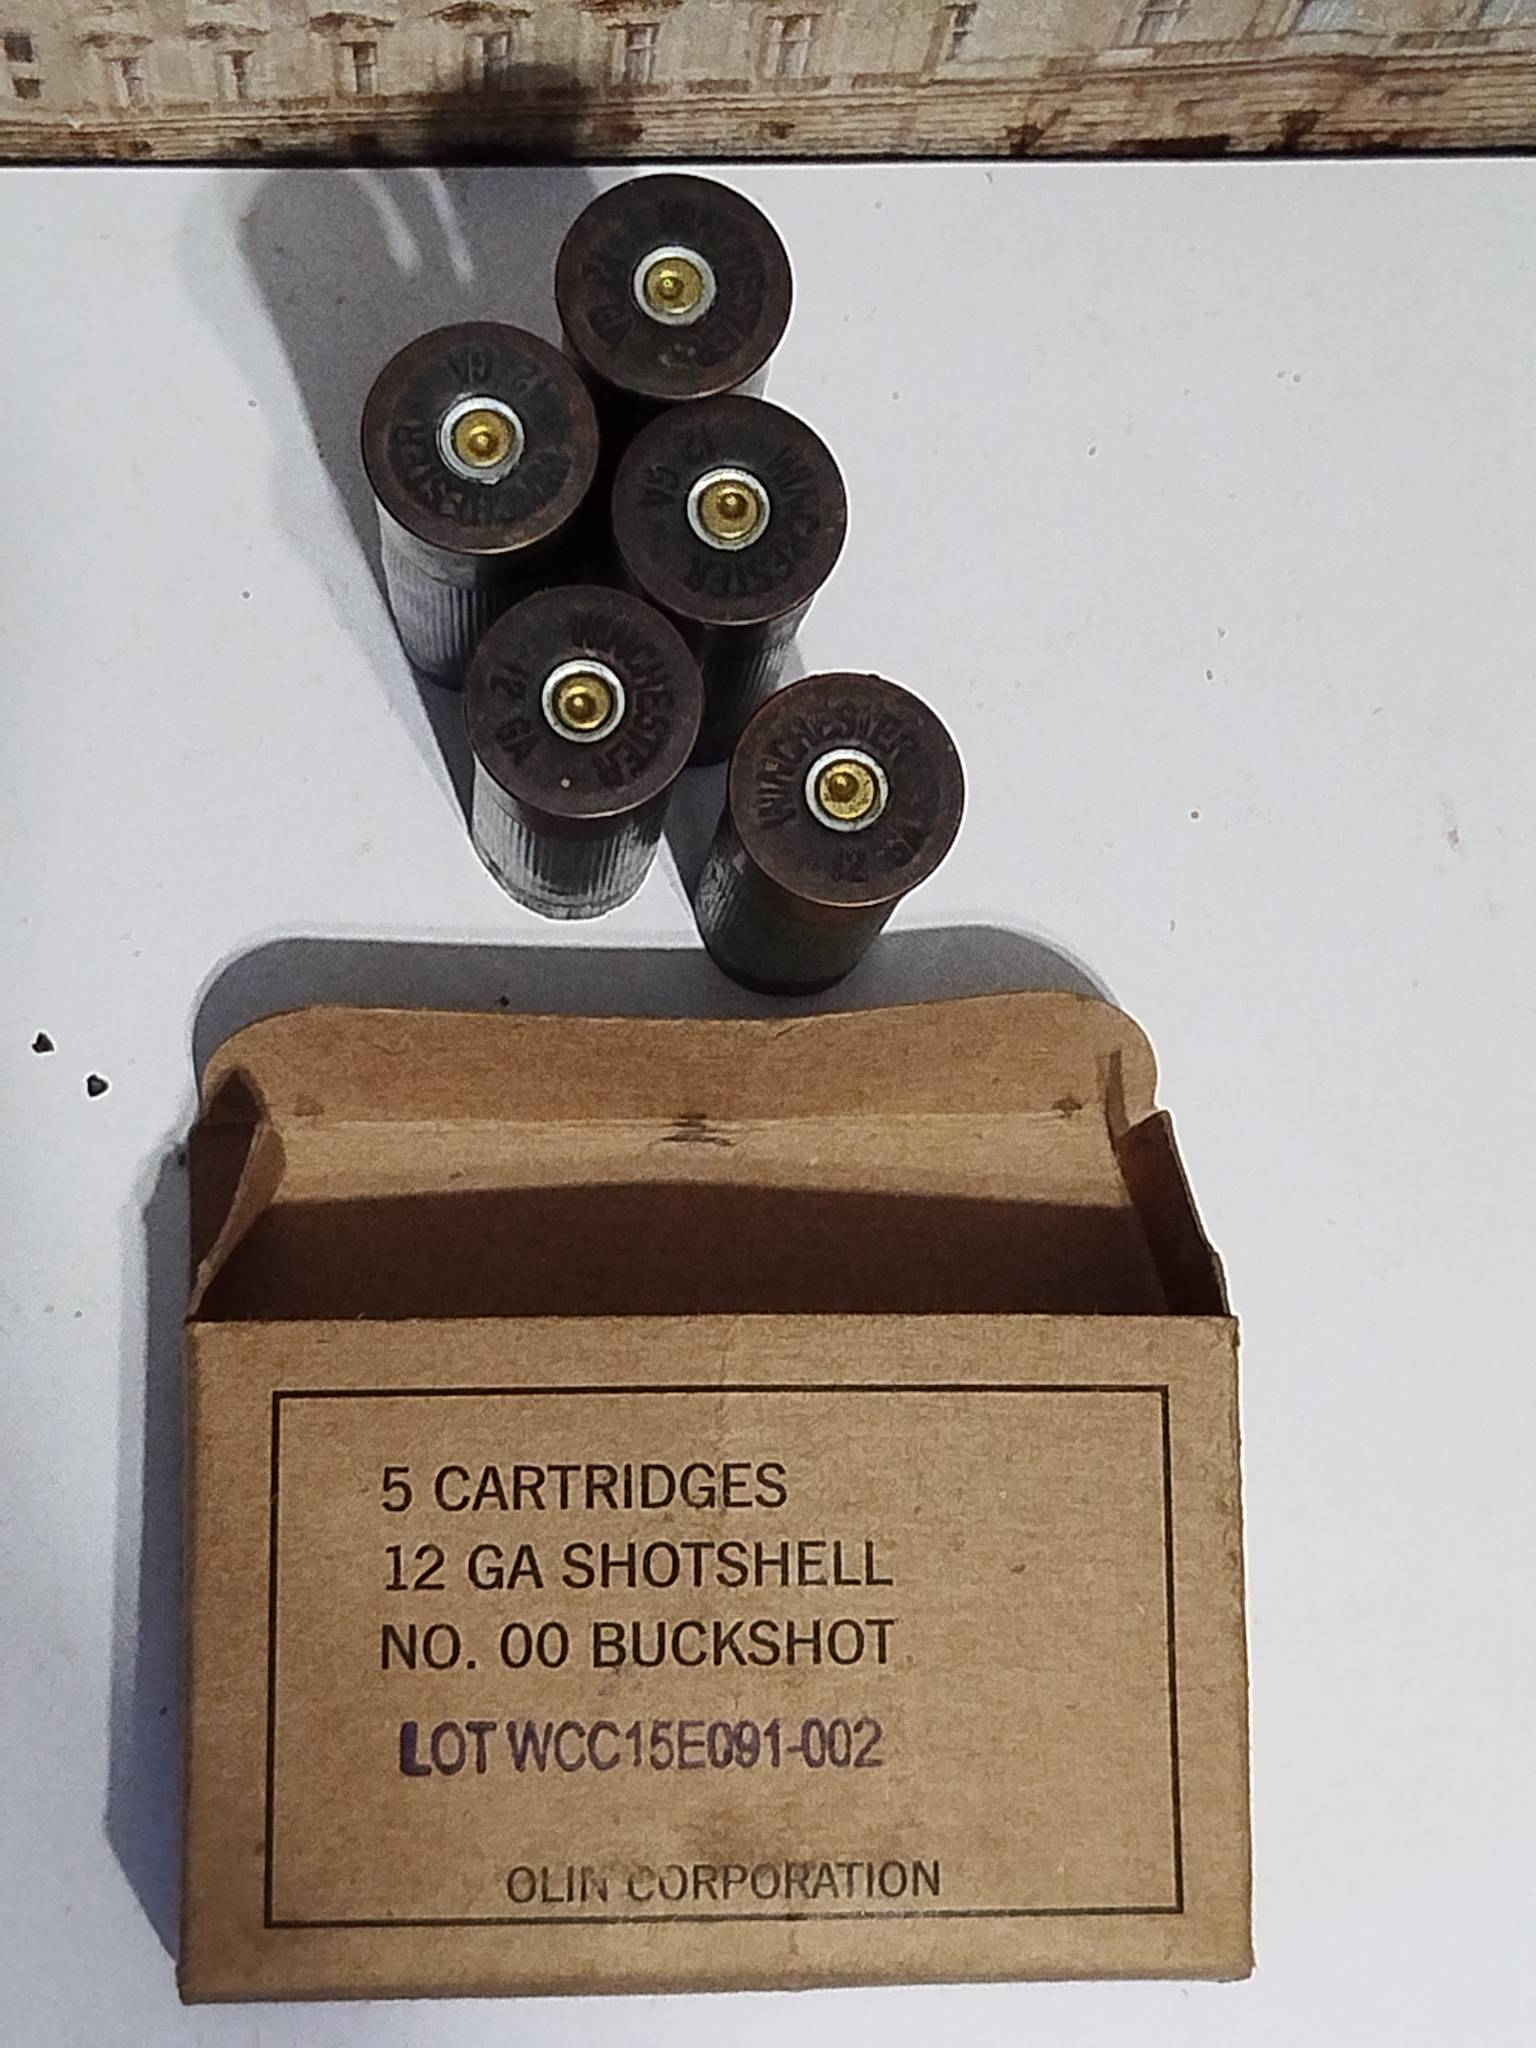 WINCHESTER 12 GA
WINCHESTER 12 GA
WINCHESTER 12 GA
WINCHESTER 12 GA
WINCHESTER 12 GA
5 CARTRIDGES
12 GA SHOTSHELL
NO. 00 BUCKSHOT
LOT WCC15E091-002
OLIN CORPORATION